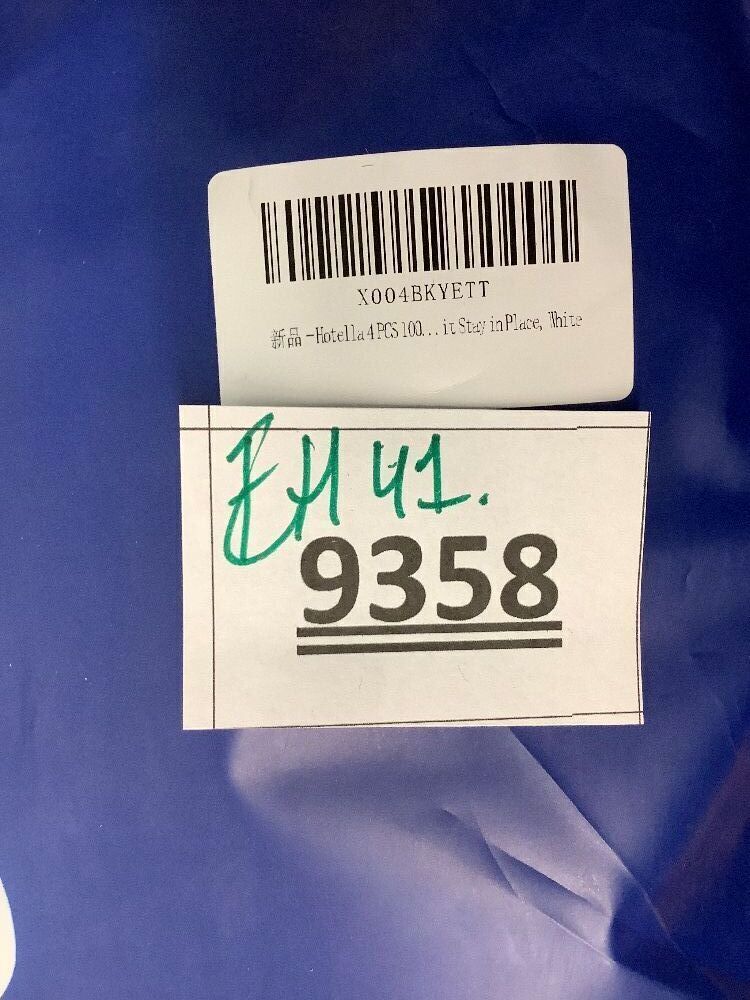 X004BKYETT
新品 -Hotella 4 PCS 100... it Stay in Place, White
EH 41.
9358